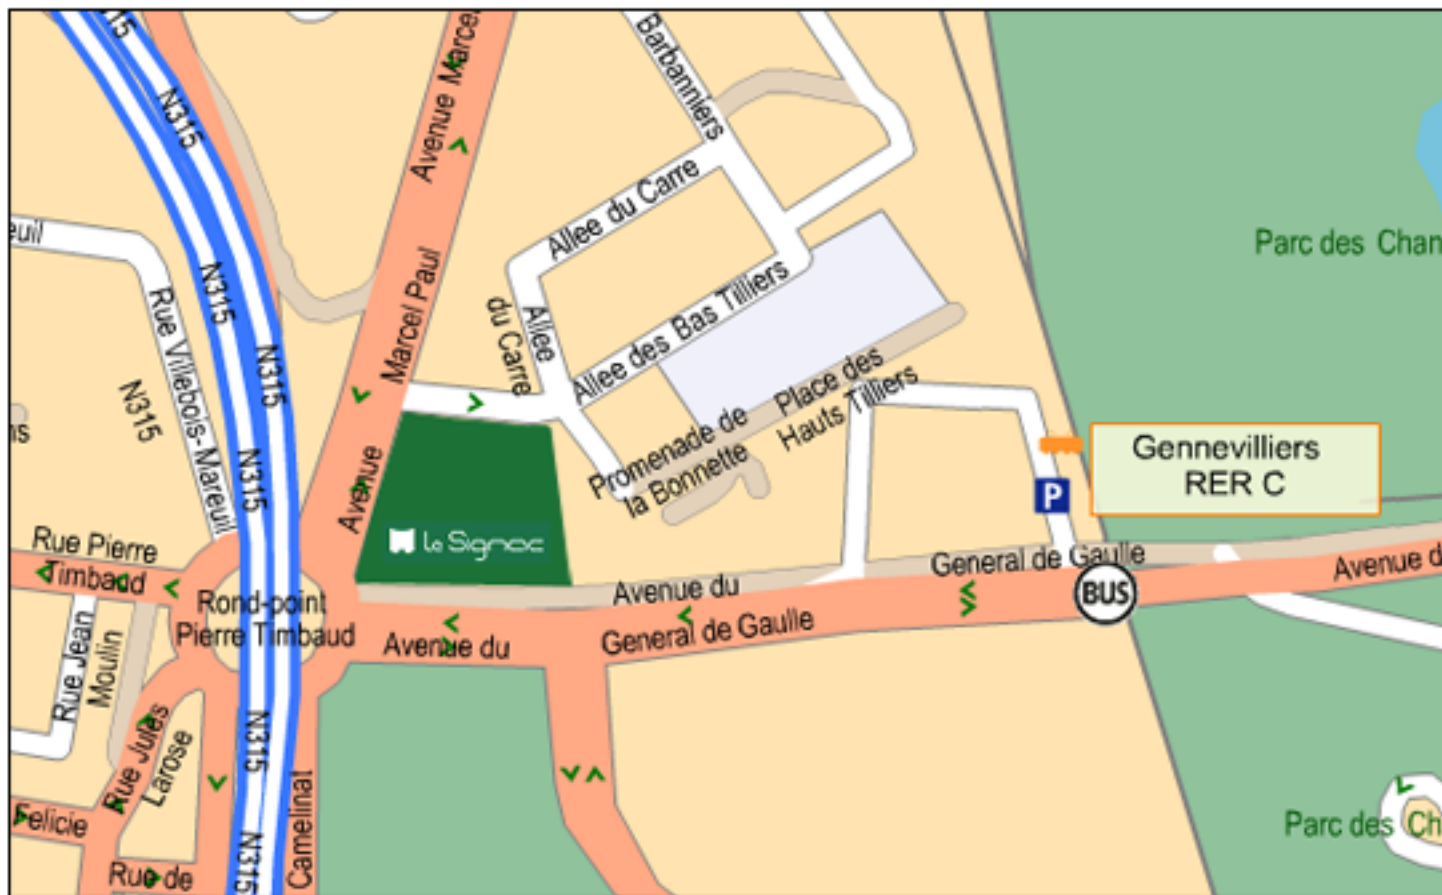 N315
Barbanniers
Avenue Marcel
N315
Allee du Carre
Parc des Chan
euil
N315
Marcel Paul
Allee des Bas Tilliers
Rue Villebois-Mareuil
N315
Allee
du Carre
N315
Place des
Hauts Tilliers
ns
Promenade de
la Bonnette
Gennevilliers
RER C
N315
Avenue
P
le Signac
Rue Pierre
Timbaud
General de Gaulle
Avenue d
Avenue du
BUS
Rond-point
Pierre Timbaud
Avenue du
General de Gaulle
Rue Jean
Moulin
Rue Jules
Larose
N315
Camelinat
Felicie
Parc des Ch
N315
Rue de